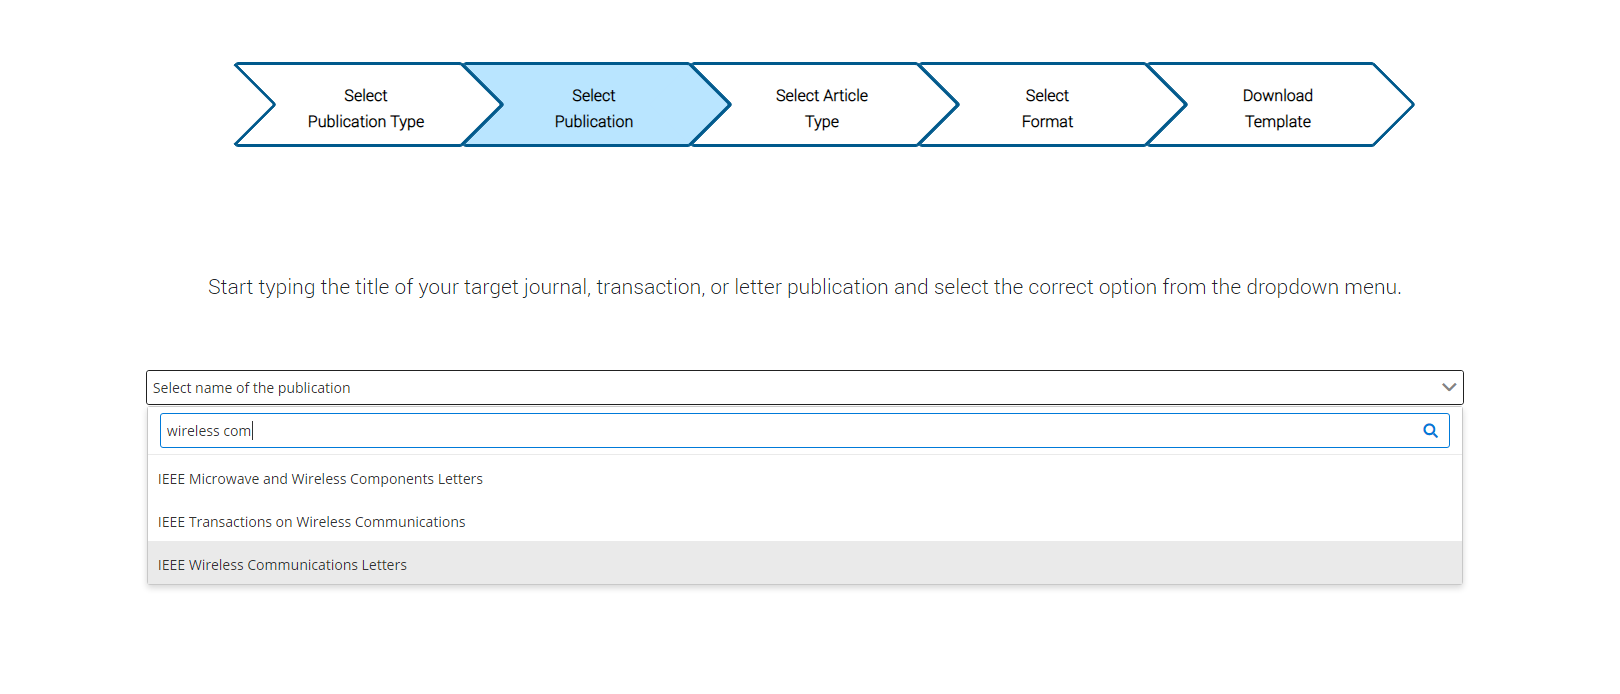 Select
Publication Type
Select
Publication
Select Article
Type
Select
Format
Download
Template
Start typing the title of your target journal, transaction, or letter publication and select the correct option from the dropdown menu.
Select name of the publication
wireless com
IEEE Microwave and Wireless Components Letters
IEEE Transactions on Wireless Communications
IEEE Wireless Communications Letters